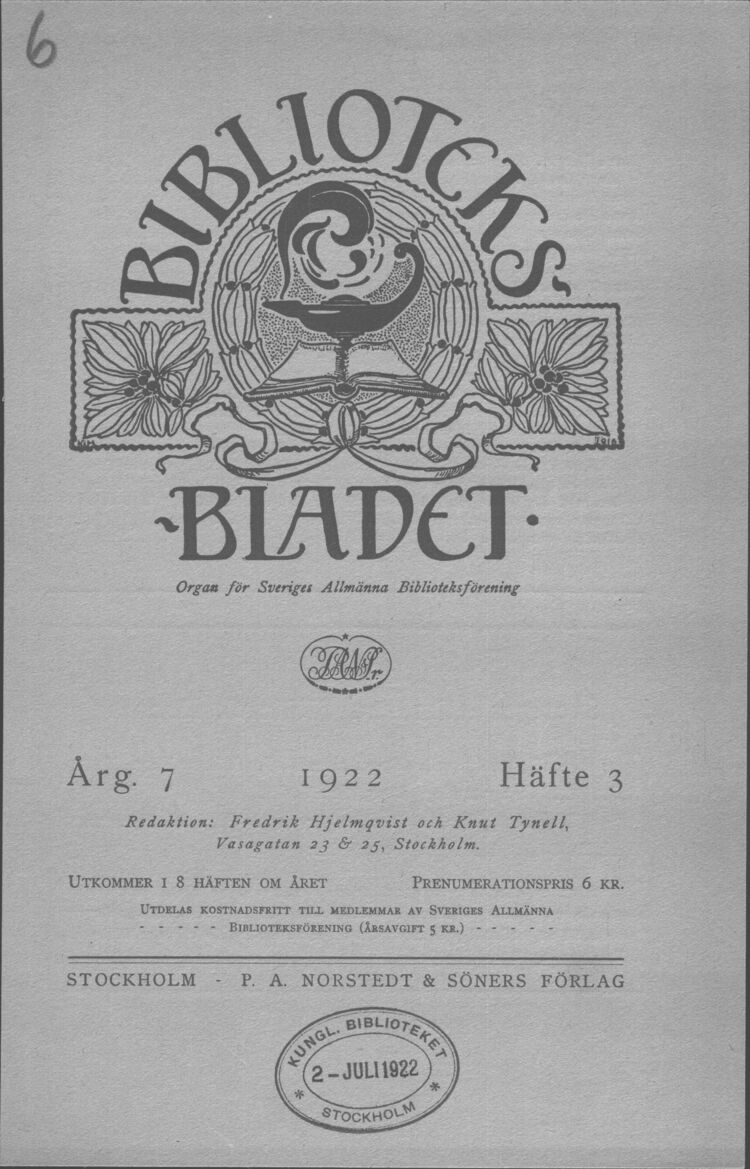 6
BIBLIOTEKS-
1918
-BLADET·
Organ för Sveriges Allmänna Biblioteksförening
Årg. 7 1922 Häfte 3
Redaktion: Fredrik Hjelmqvist och Knut Tynell,
Vasagatan 23 & 25, Stockholm.
UTKOMMER I 8 HÄFTEN OM ÅRET PRENUMERATIONSPRIS 6 KR.
UTDELAS KOSTNADSFRITT TILL MEDLEMMAR AV SVERIGES ALLMÄNNA
- - - - - BIBLIOTEKSFÖRENING (ÅRSAVGIFT 5 KR.) - - - - -
STOCKHOLM - P. A. NORSTEDT & SÖNERS FÖRLAG
KUNGL. BIBLIOTEKET
2 - JULI 1922
* STOCKHOLM *